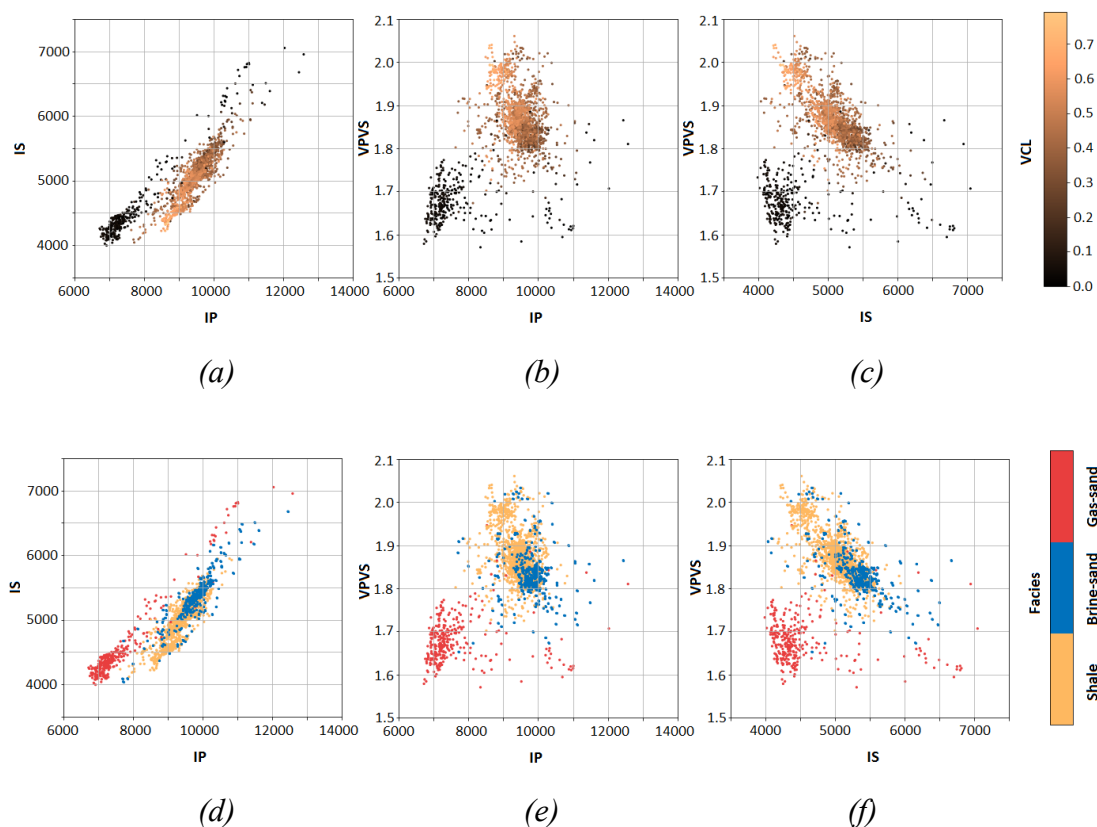 7000
6000
5000
4000
IS
6000 8000 10000 12000 14000
IP
(a)
2.1
2.0
1.9
1.8
1.7
1.6
1.5
VPVS
6000 8000 10000 12000 14000
IP
(b)
2.1
2.0
1.9
1.8
1.7
1.6
1.5
VPVS
4000 5000 6000 7000
IS
(c)
VCL
0.7
0.6
0.5
0.4
0.3
0.2
0.1
0.0
7000
6000
5000
4000
IS
6000 8000 10000 12000 14000
IP
(d)
2.1
2.0
1.9
1.8
1.7
1.6
1.5
VPVS
6000 8000 10000 12000 14000
IP
(e)
2.1
2.0
1.9
1.8
1.7
1.6
1.5
VPVS
4000 5000 6000 7000
IS
(f)
Facies
Gas-sand
Brine-sand
Shale